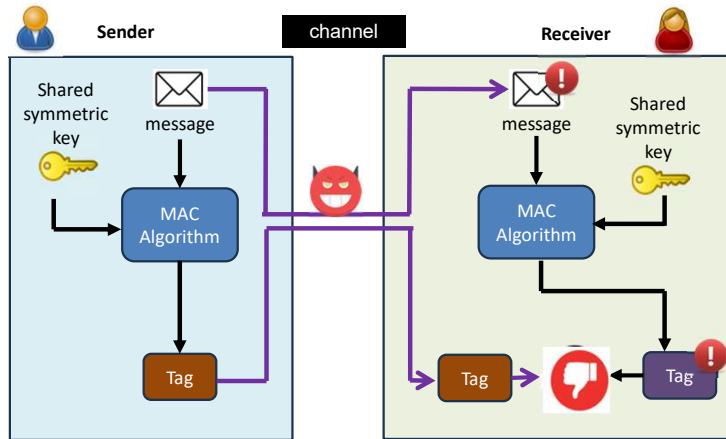 Sender
channel
Receiver
Shared
symmetric
key
message
MAC
Algorithm
Tag
message
Shared
symmetric
key
MAC
Algorithm
Tag
Tag